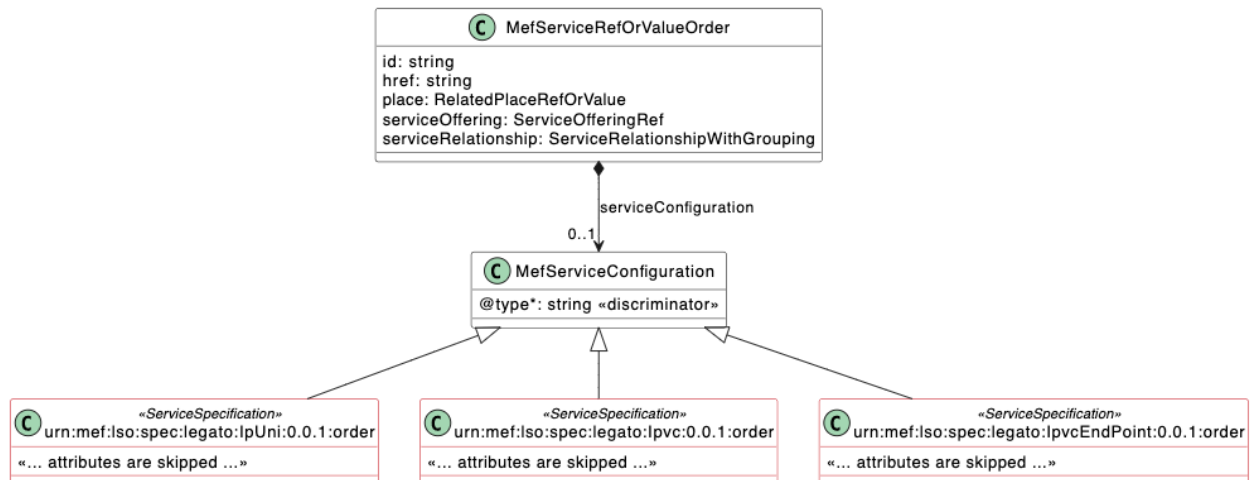 C MefServiceRefOrValueOrder
id: string
href: string
place: RelatedPlaceRefOrValue
serviceOffering: ServiceOfferingRef
serviceRelationship: ServiceRelationshipWithGrouping
serviceConfiguration
0..1
C MefServiceConfiguration
@type*: string «discriminator»
«ServiceSpecification»
C urn:mef:lso:spec:legato:IpUni:0.0.1:order
«... attributes are skipped ...»
«ServiceSpecification»
C urn:mef:lso:spec:legato:Ipvc:0.0.1:order
«... attributes are skipped ...»
«ServiceSpecification»
C urn:mef:lso:spec:legato:IpvcEndPoint:0.0.1:order
«... attributes are skipped ...»